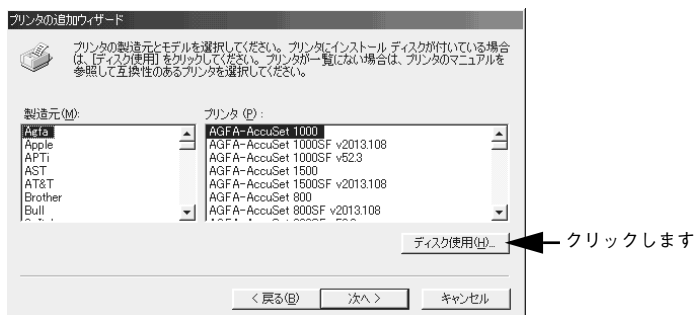 プリンタの追加ウィザード
プリンタの製造元とモデルを選択してください。プリンタにインストール ディスクが付いている場合
は、[ディスク使用] をクリックしてください。プリンタが一覧にない場合は、プリンタのマニュアルを
参照して互換性のあるプリンタを選択してください。
製造元(M):
プリンタ (P) :
Agfa
Apple
APTi
AST
AT&T
Brother
Bull
AGFA-AccuSet 1000
AGFA-AccuSet 1000SF v2013.108
AGFA-AccuSet 1000SF v52.3
AGFA-AccuSet 1500
AGFA-AccuSet 1500SF v2013.108
AGFA-AccuSet 800
AGFA-AccuSet 800SF v2013.108
ディスク使用(H)...
クリックします
< 戻る(B)
次へ >
キャンセル